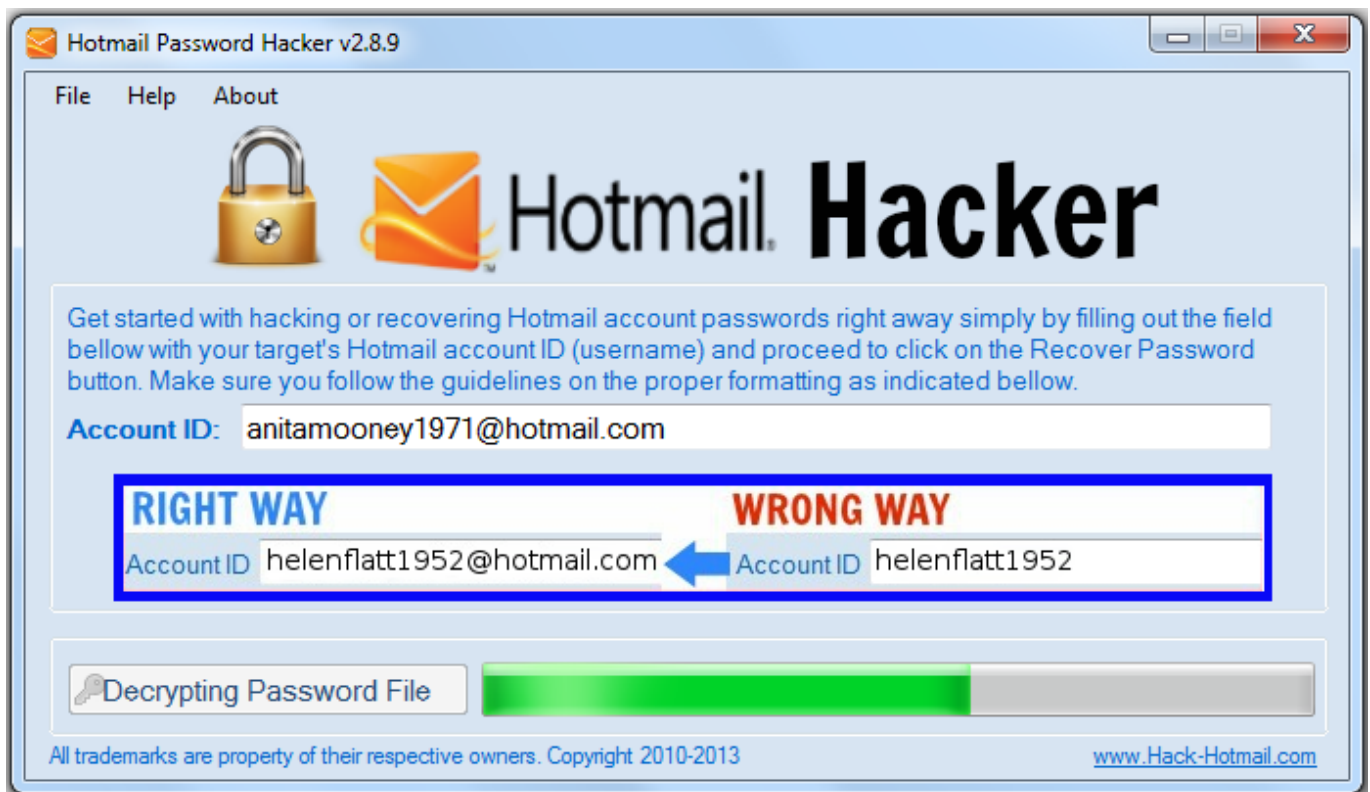 Hotmail Password Hacker v2.8.9
File Help About
Hotmail Hacker
Get started with hacking or recovering Hotmail account passwords right away simply by filling out the field
bellow with your target's Hotmail account ID (username) and proceed to click on the Recover Password
button. Make sure you follow the guidelines on the proper formatting as indicated bellow.
Account ID: anitamooney1971@hotmail.com
RIGHT WAY WRONG WAY
Account ID helenflatt1952@hotmail.com Account ID helenflatt1952
Decrypting Password File
All trademarks are property of their respective owners. Copyright 2010-2013 www.Hack-Hotmail.com